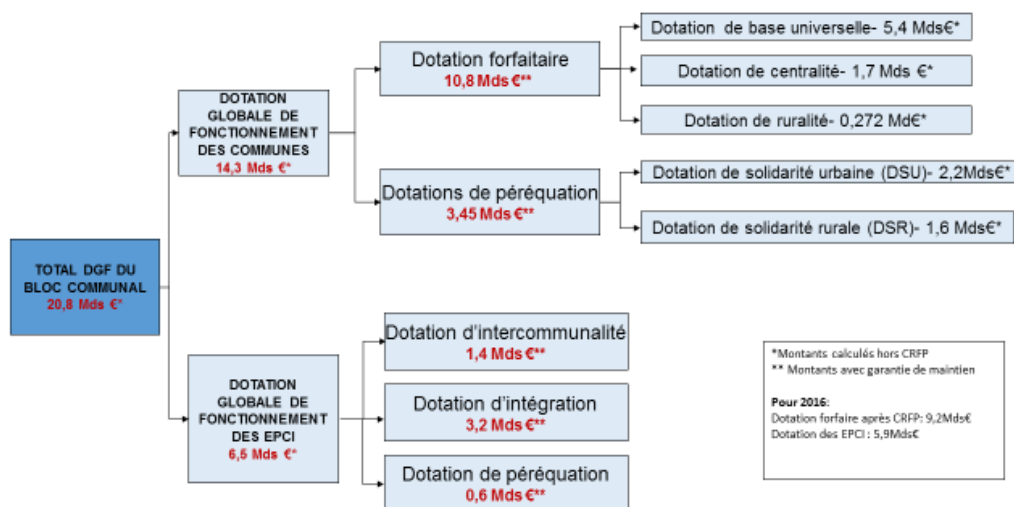 TOTAL DGF DU
BLOC COMMUNAL
20,8 Mds €*
DOTATION
GLOBALE DE
FONCTIONNEMENT
DES COMMUNES
14,3 Mds €*
Dotation forfaitaire
10,8 Mds €**
Dotation de base universelle- 5,4 Mds€*
Dotation de centralité- 1,7 Mds €*
Dotation de ruralité- 0,272 Md€*
Dotations de péréquation
3,45 Mds €**
Dotation de solidarité urbaine (DSU)- 2,2Mds€*
Dotation de solidarité rurale (DSR)- 1,6 Mds€*
DOTATION
GLOBALE DE
FONCTIONNEMENT
DES EPCI
6,5 Mds €*
Dotation d'intercommunalité
1,4 Mds €**
Dotation d'intégration
3,2 Mds €**
Dotation de péréquation
0,6 Mds €**
*Montants calculés hors CRFP
** Montants avec garantie de maintien
Pour 2016:
Dotation forfaire après CRFP: 9,2Mds€
Dotation des EPCI : 5,9Mds€